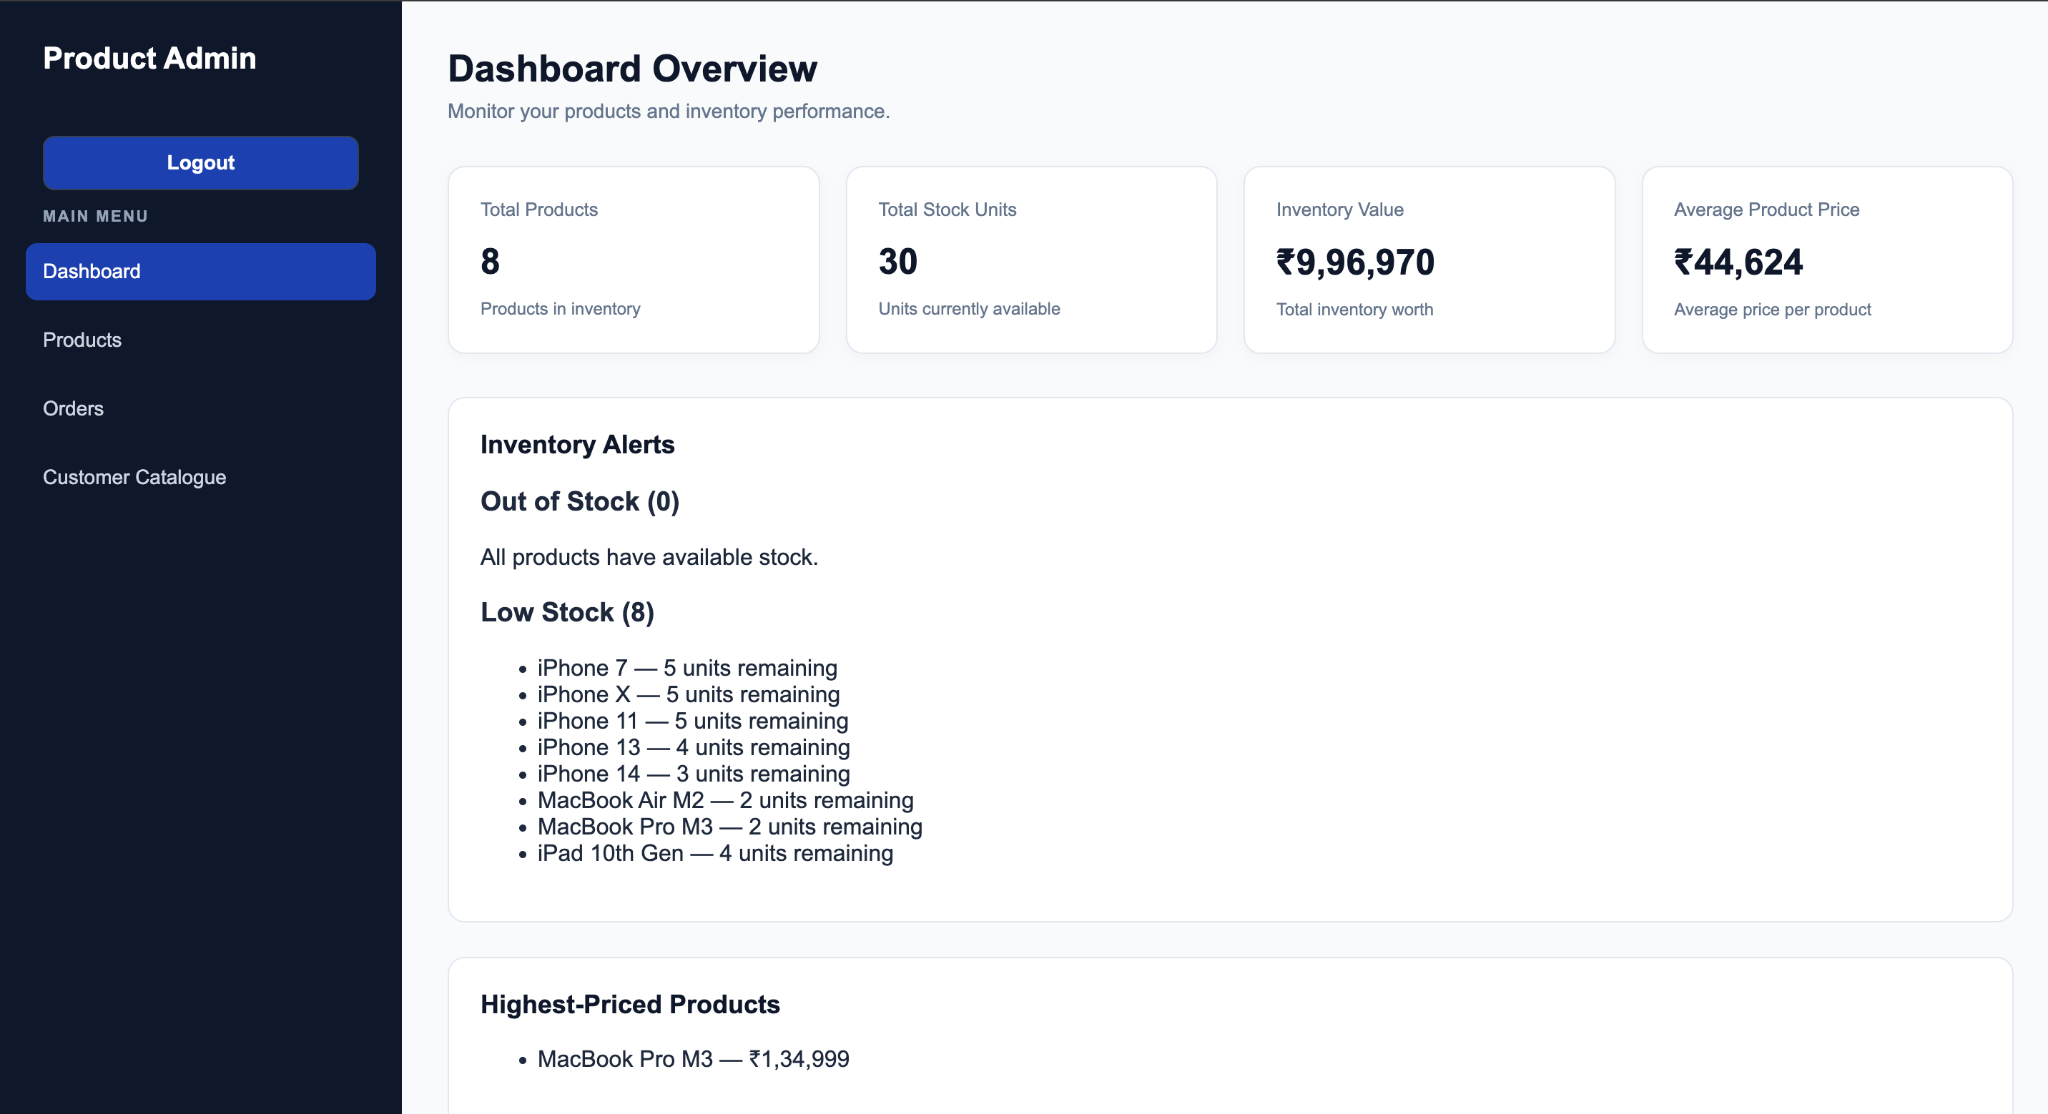 Product Admin
Logout
MAIN MENU
Dashboard
Products
Orders
Customer Catalogue
Dashboard Overview
Monitor your products and inventory performance.
Total Products
8
Products in inventory
Total Stock Units
30
Units currently available
Inventory Value
₹9,96,970
Total inventory worth
Average Product Price
₹44,624
Average price per product
Inventory Alerts
Out of Stock (0)
All products have available stock.
Low Stock (8)
• iPhone 7 — 5 units remaining
• iPhone X — 5 units remaining
• iPhone 11 — 5 units remaining
• iPhone 13 — 4 units remaining
• iPhone 14 — 3 units remaining
• MacBook Air M2 — 2 units remaining
• MacBook Pro M3 — 2 units remaining
• iPad 10th Gen — 4 units remaining
Highest-Priced Products
• MacBook Pro M3 — ₹1,34,999